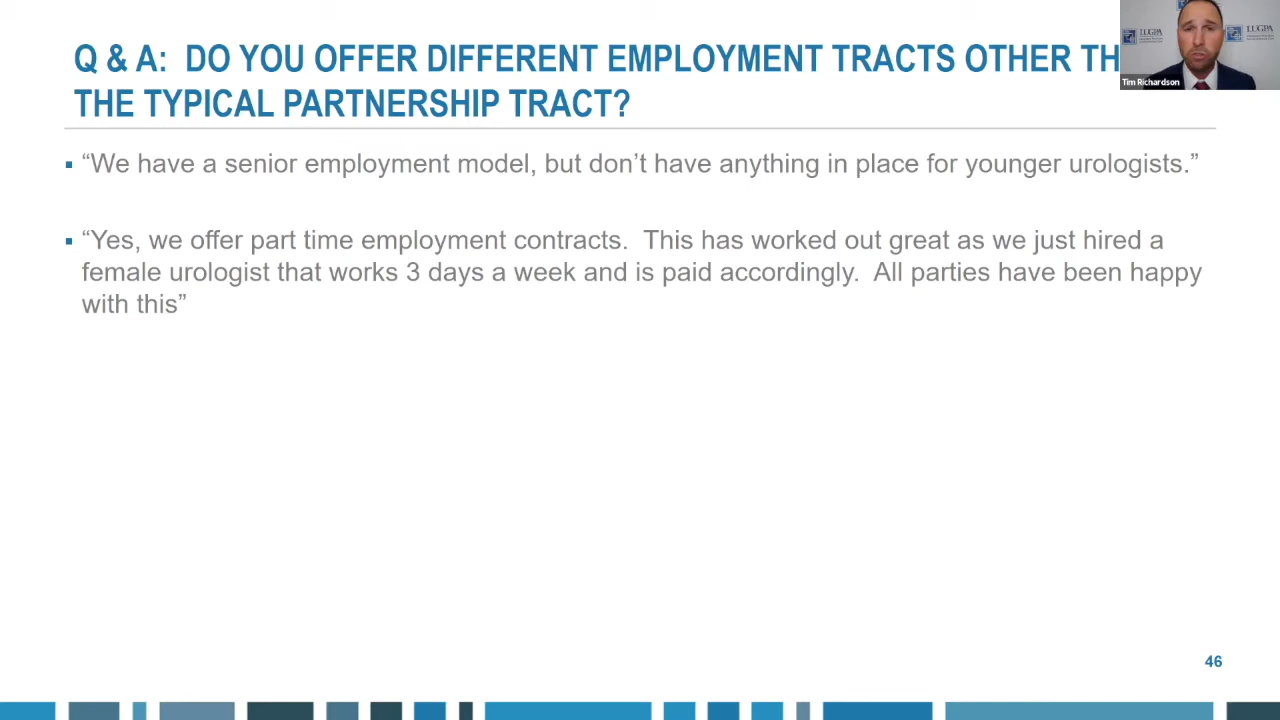 Q & A: DO YOU OFFER DIFFERENT EMPLOYMENT TRACTS OTHER TH
THE TYPICAL PARTNERSHIP TRACT?
▪ “We have a senior employment model, but don’t have anything in place for younger urologists.”
▪ “Yes, we offer part time employment contracts. This has worked out great as we just hired a
female urologist that works 3 days a week and is paid accordingly. All parties have been happy
with this”
LUGPA
LUGPA
Tim Richardson
46